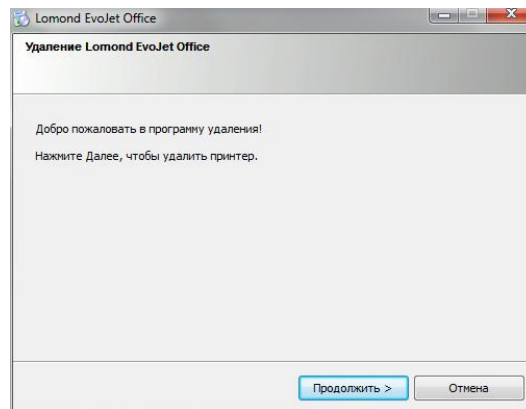 Lomond EvoJet Office
Удаление Lomond EvoJet Office
Добро пожаловать в программу удаления!
Нажмите Далее, чтобы удалить принтер.
Продолжить >
Отмена